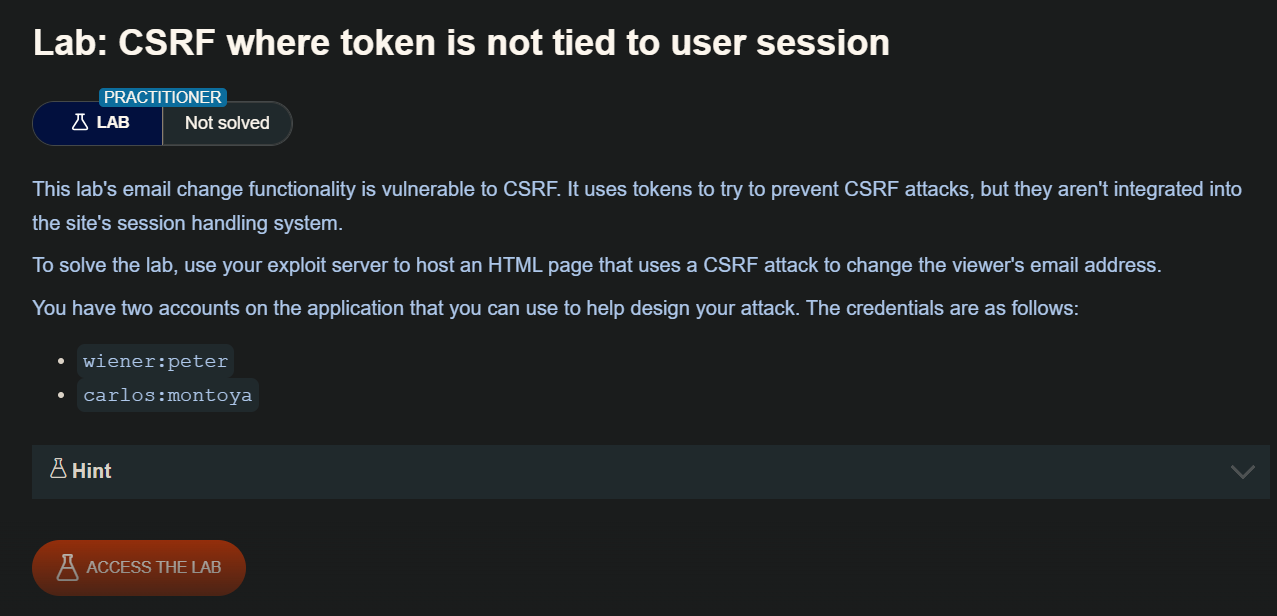 Lab: CSRF where token is not tied to user session
PRACTITIONER
LAB
Not solved
This lab's email change functionality is vulnerable to CSRF. It uses tokens to try to prevent CSRF attacks, but they aren't integrated into
the site's session handling system.
To solve the lab, use your exploit server to host an HTML page that uses a CSRF attack to change the viewer's email address.
You have two accounts on the application that you can use to help design your attack. The credentials are as follows:
wiener:peter
carlos:montoya
Hint
ACCESS THE LAB